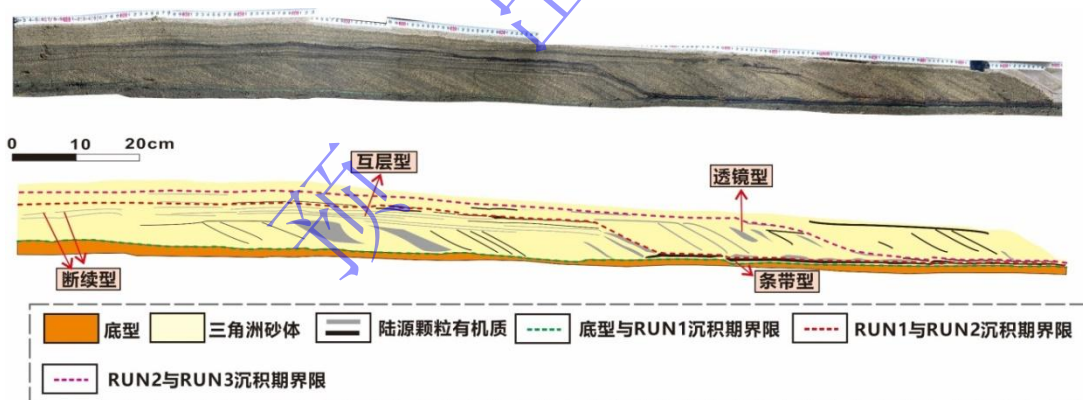 0 10 20cm
互层型
透镜型
断续型
条带型
底型
三角洲砂体
陆源颗粒有机质
底型与RUN1沉积期界限
RUN1与RUN2沉积期界限
RUN2与RUN3沉积期界限